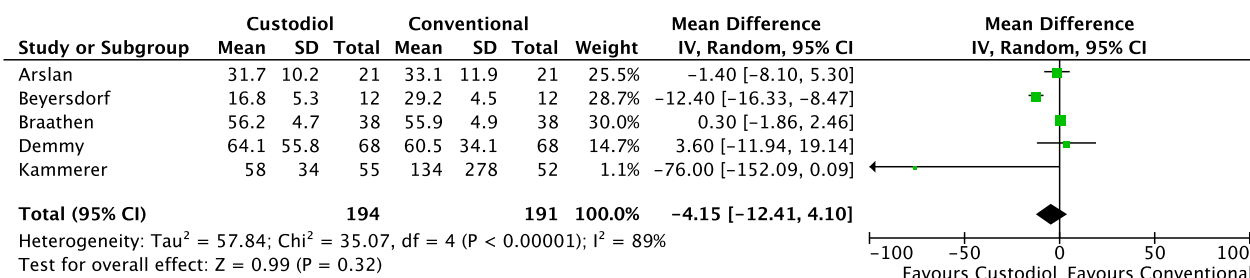 Custodiol Conventional Mean Difference Mean Difference
Study or Subgroup Mean SD Total Mean SD Total Weight IV, Random, 95% CI IV, Random, 95% CI
Arslan 31.7 10.2 21 33.1 11.9 21 25.5% −1.40 [−8.10, 5.30]
Beyersdorf 16.8 5.3 12 29.2 4.5 12 28.7% −12.40 [−16.33, −8.47]
Braathen 56.2 4.7 38 55.9 4.9 38 30.0% 0.30 [−1.86, 2.46]
Demmy 64.1 55.8 68 60.5 34.1 68 14.7% 3.60 [−11.94, 19.14]
Kammerer 58 34 55 134 278 52 1.1% −76.00 [−152.09, 0.09]
Total (95% CI) 194 191 100.0% −4.15 [−12.41, 4.10]
Heterogeneity: Tau² = 57.84; Chi² = 35.07, df = 4 (P < 0.00001); I² = 89%
Test for overall effect: Z = 0.99 (P = 0.32)
−100 −50 0 50 100
Favours Custodiol Favours Conventional